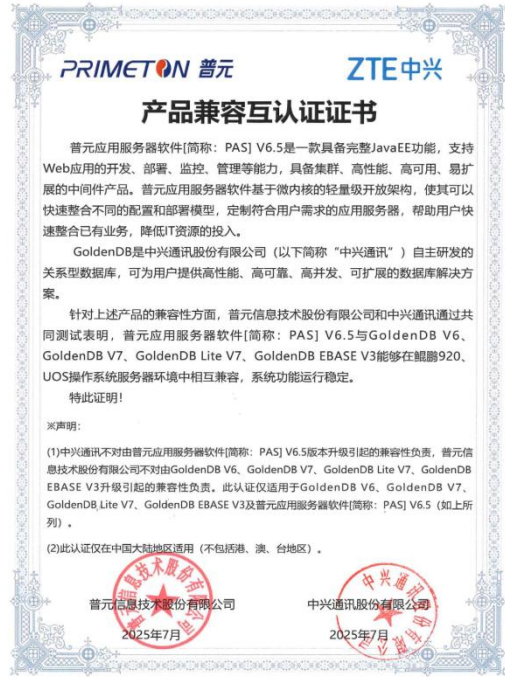 PRIMETON 普元
ZTE中兴
产品兼容互认证证书
普元应用服务器软件[简称：PAS] V6.5是一款具备完整JavaEE功能，支持
Web应用的开发、部署、监控、管理等能力，具备集群、高性能、高可用、易扩
展的中间件产品。普元应用服务器软件基于微内核的轻量级开放架构，使其可以
快速整合不同的配置和部署模型，定制符合用户需求的应用服务器，帮助用户快
速整合已有业务，降低IT资源的投入。
GoldenDB是中兴通讯股份有限公司（以下简称“中兴通讯”）自主研发的
关系型数据库，可为用户提供高性能、高可靠、高并发、可扩展的数据库解决方
案。
针对上述产品的兼容性方面，普元信息技术股份有限公司和中兴通讯通过共
同测试表明，普元应用服务器软件[简称：PAS] V6.5与GoldenDB V6、
GoldenDB V7、GoldenDB Lite V7、GoldenDB EBASE V3能够在鲲鹏920、
UOS操作系统服务器环境中相互兼容，系统功能运行稳定。
特此证明！
※声明：
(1)中兴通讯不对由普元应用服务器软件[简称：PAS] V6.5版本升级引起的兼容性负责，普元信
息技术股份有限公司不对由GoldenDB V6、GoldenDB V7、GoldenDB Lite V7、GoldenDB
EBASE V3升级引起的兼容性负责。此认证仅适用于GoldenDB V6、GoldenDB V7、
GoldenDB Lite V7、GoldenDB EBASE V3及普元应用服务器软件[简称：PAS] V6.5（如上所
列）。
(2)此认证仅在中国大陆地区适用（不包括港、澳、台地区）。
普元信息技术股份有限公司
中兴通讯股份有限公司
2025年7月
2025年7月
普元信息技术股份有限公司
中兴通讯股份有限公司